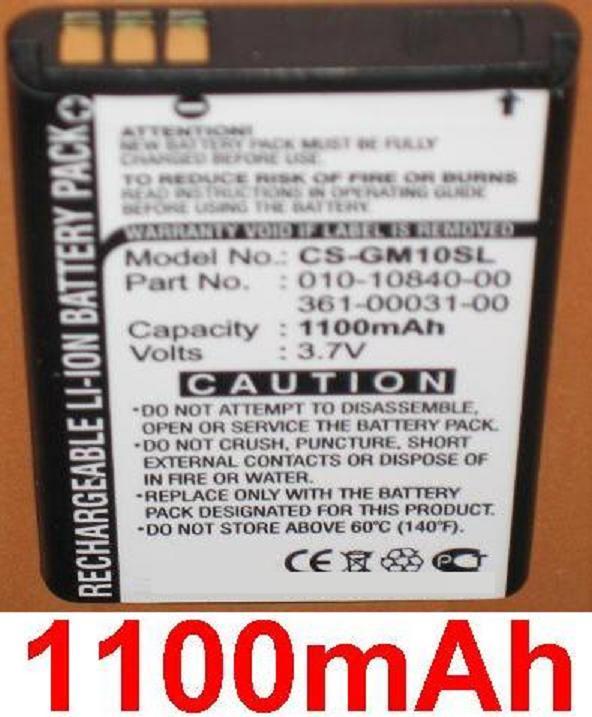 RECHARGEABLE LI-ION BATTERY PACK
ATTENTION!
NEW BATTERY PACK MUST BE FULLY
CHARGED BEFORE USE.
TO REDUCE RISK OF FIRE OR BURNS
READ INSTRUCTIONS IN OPERATING GUIDE
BEFORE USING THE BATTERY.
WARRANTY VOID IF LABEL IS REMOVED
Model No.: CS-GM10SL
Part No. : 010-10840-00
361-00031-00
Capacity : 1100mAh
Volts : 3.7V
CAUTION
•DO NOT ATTEMPT TO DISASSEMBLE,
OPEN OR SERVICE THE BATTERY PACK.
•DO NOT CRUSH, PUNCTURE, SHORT
EXTERNAL CONTACTS OR DISPOSE OF
IN FIRE OR WATER.
•REPLACE ONLY WITH THE BATTERY
PACK DESIGNATED FOR THIS PRODUCT.
•DO NOT STORE ABOVE 60°C (140°F).
CE
1100mAh